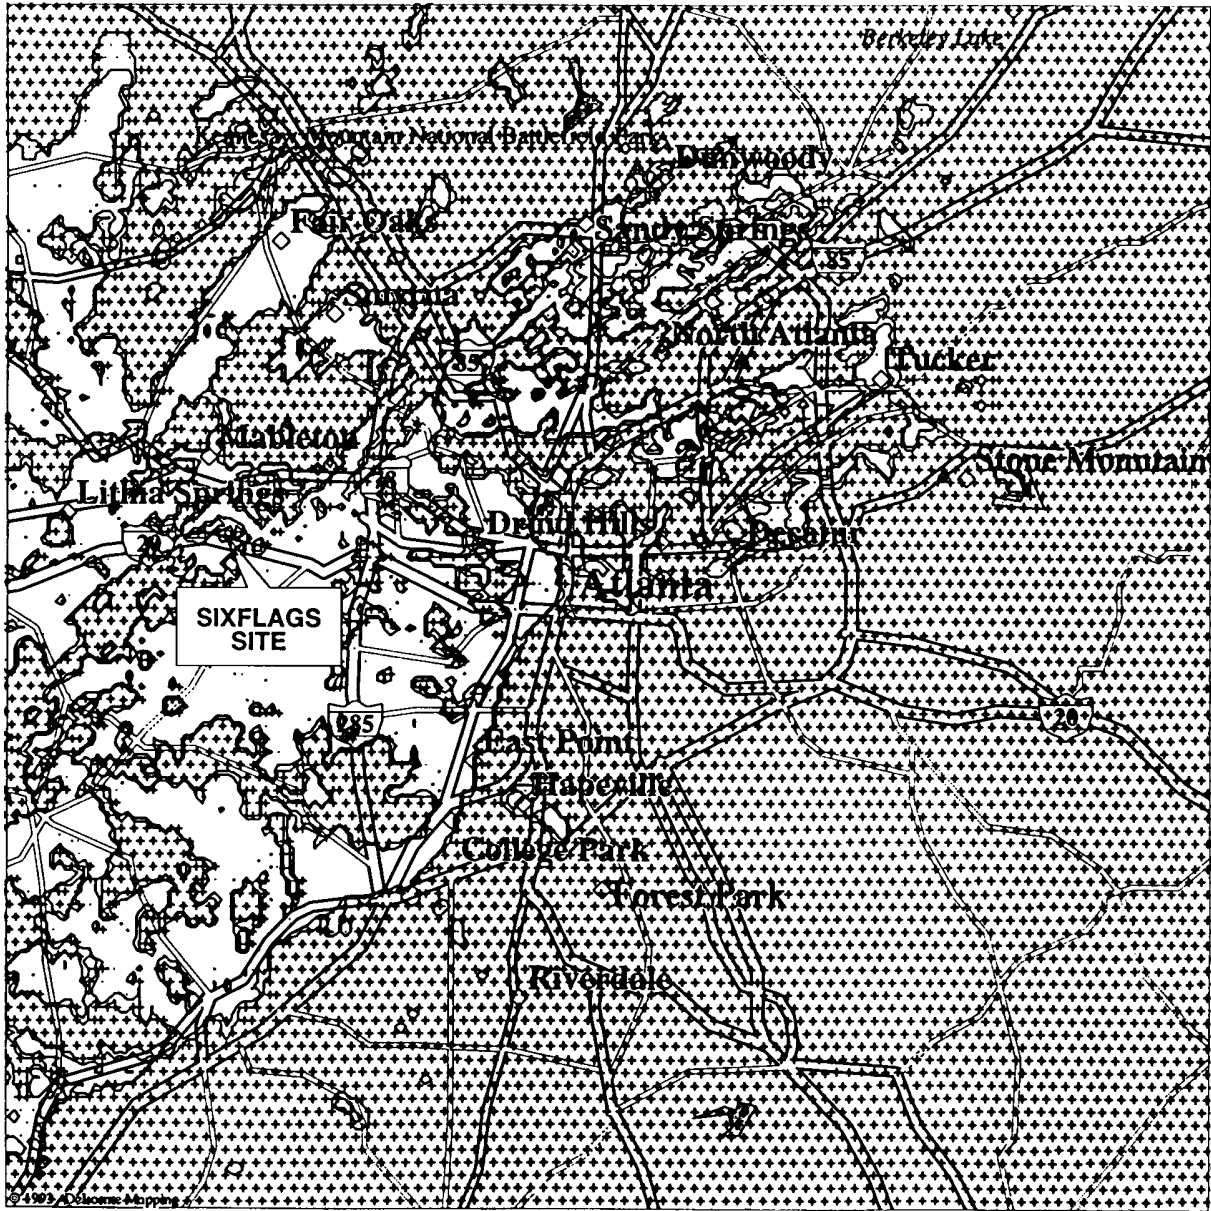 Berkeley Lake
Kennesaw Mountain National Battlefield Park
Dunwoody
Fair Oaks
Sandy Springs
85
Smyrna
North Atlanta
85
Tucker
Mableton
Stone Mountain
Lithia Springs
Druid Hills
Decatur
20
Atlanta
SIXFLAGS
SITE
285
20
East Point
Hapeville
College Park
Forest Park
Riverdale
© 1993 DeLorme Mapping